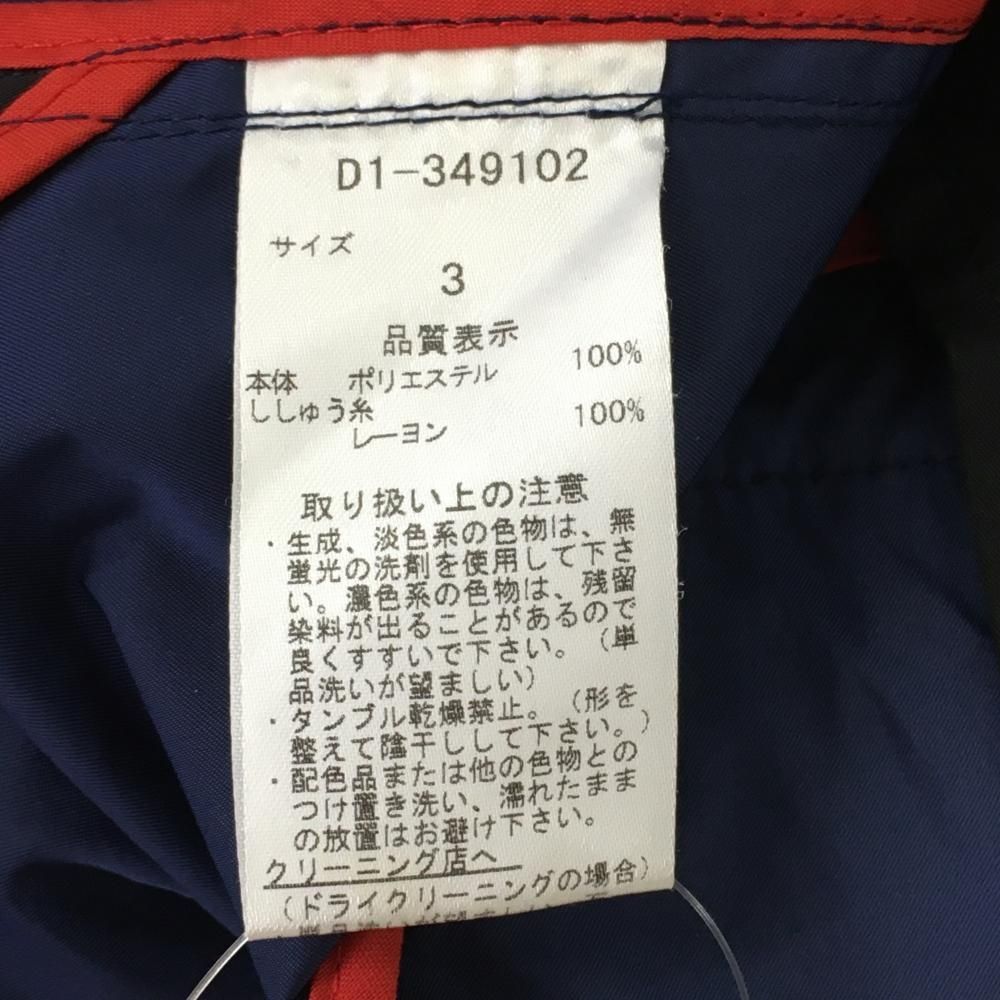 D1-349102
サイズ
3
品質表示
本体 ポリエステル 100%
ししゅう糸
レーヨン 100%
取り扱い上の注意
・生成、淡色系の色物は、無
蛍光の洗剤を使用して下さ
い。濃色系の色物は、残留
染料が出ることがあるので
良くすすいで下さい。（単
品洗いが望ましい）
・タンブル乾燥禁止。（形を
整えて陰干しして下さい。）
・配色品または他の色物との
つけ置き洗い、濡れたまま
の放置はお避け下さい。
クリーニング店へ
（ドライクリーニングの場合）